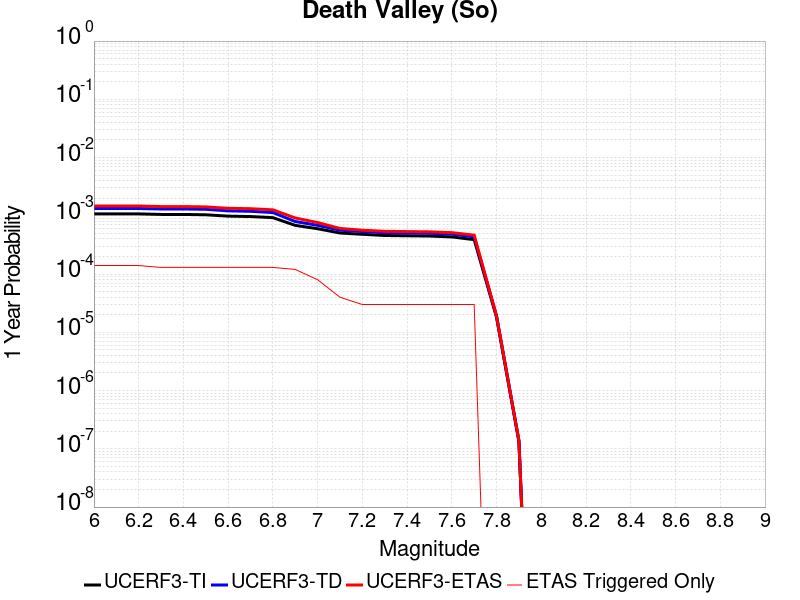 Death Valley (So)
10^0
10^-1
10^-2
10^-3
10^-4
10^-5
10^-6
10^-7
10^-8
1 Year Probability
6 6.2 6.4 6.6 6.8 7 7.2 7.4 7.6 7.8 8 8.2 8.4 8.6 8.8 9
Magnitude
UCERF3-TI UCERF3-TD UCERF3-ETAS ETAS Triggered Only